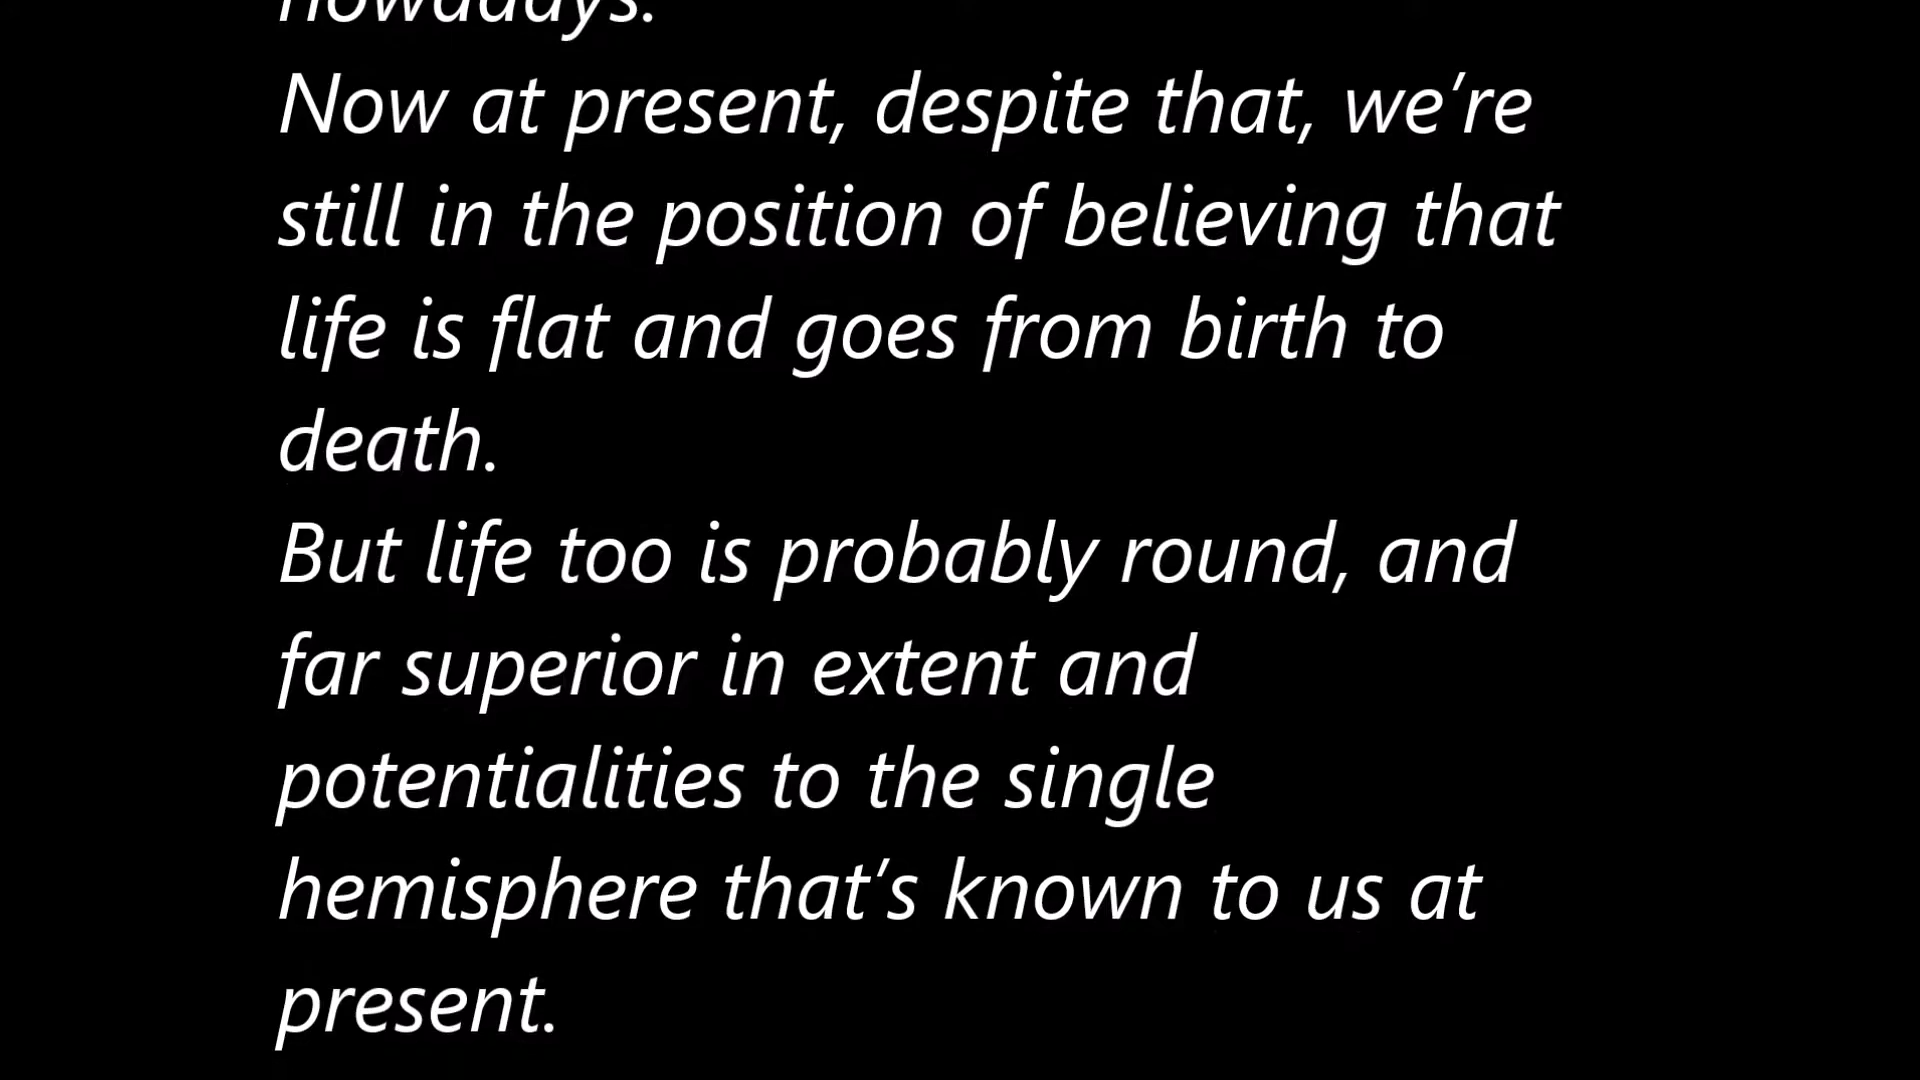 nowadays.
Now at present, despite that, we’re
still in the position of believing that
life is flat and goes from birth to
death.
But life too is probably round, and
far superior in extent and
potentialities to the single
hemisphere that’s known to us at
present.